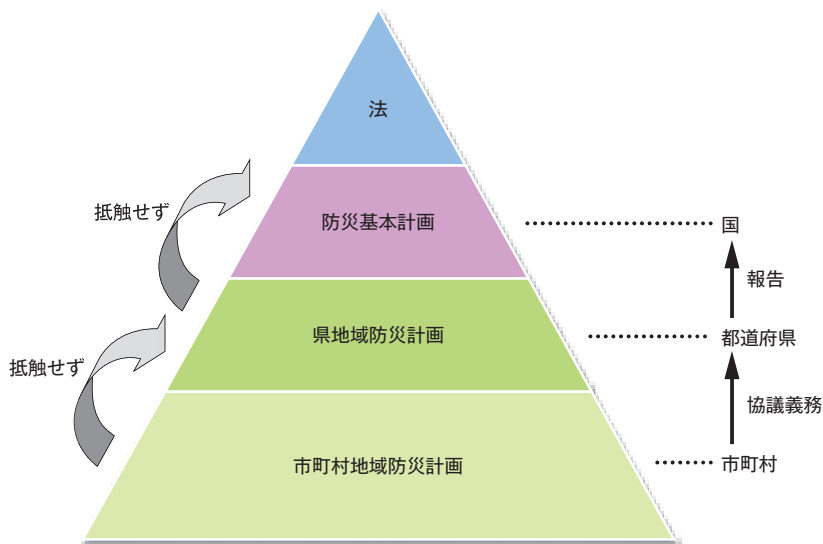 法
抵触せず
防災基本計画
国
報告
県地域防災計画
都道府県
抵触せず
協議義務
市町村地域防災計画
市町村